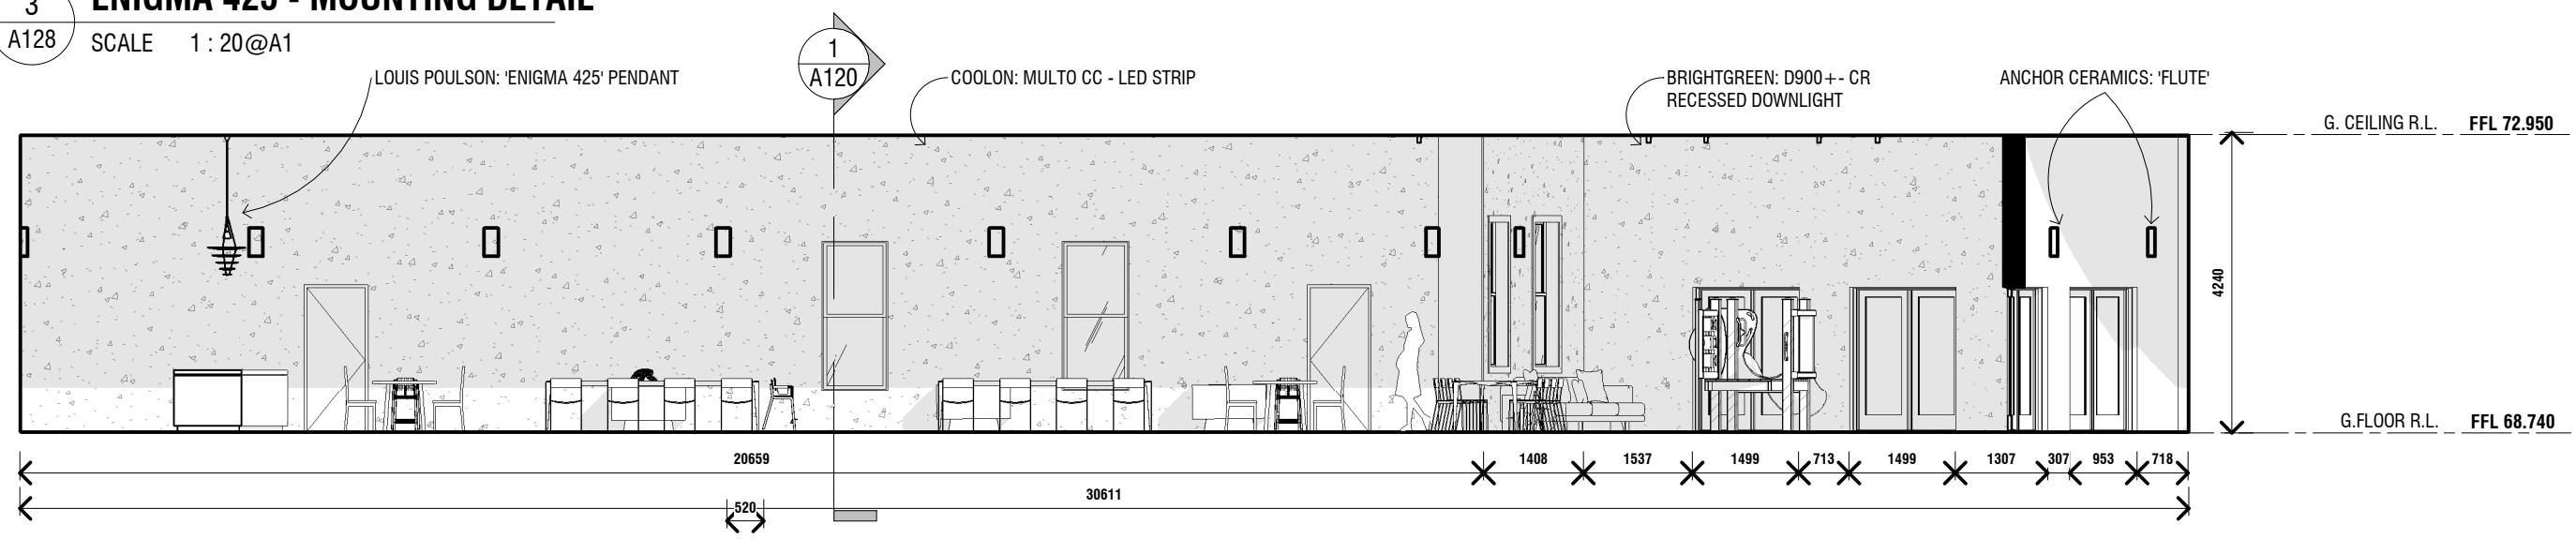 3
ENIGMA 425 - MOUNTING DETAIL
A128
SCALE 1 : 20@A1
1
A120
LOUIS POULSON: 'ENIGMA 425' PENDANT
COOLON: MULTO CC - LED STRIP
BRIGHTGREEN: D900+- CR
RECESSED DOWNLIGHT
ANCHOR CERAMICS: 'FLUTE'
G. CEILING R.L. FFL 72.950
4240
G.FLOOR R.L. FFL 68.740
20659 1408 1537 1499 713 1499 1307 307 953 718
30611
520